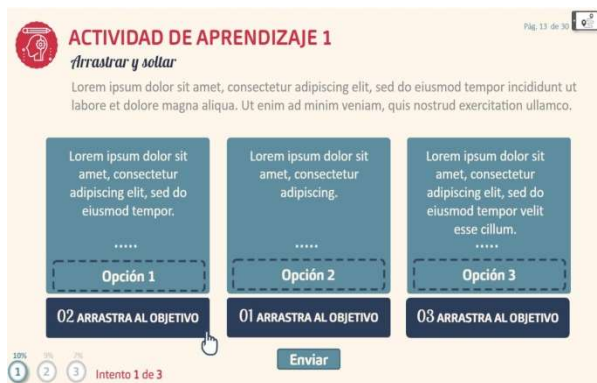 Pág. 13 de 30
ACTIVIDAD DE APRENDIZAJE 1
Arrastrar y soltar
Lorem ipsum dolor sit amet, consectetur adipiscing elit, sed do eiusmod tempor incididunt ut
labore et dolore magna aliqua. Ut enim ad minim veniam, quis nostrud exercitation ullamco.
Lorem ipsum dolor sit
amet, consectetur
adipiscing elit, sed do
eiusmod tempor.
.....
Opción 1
02 ARRASTRA AL OBJETIVO
Lorem ipsum dolor sit
amet, consectetur
adipiscing.
.....
Opción 2
01 ARRASTRA AL OBJETIVO
Lorem ipsum dolor sit
amet, consectetur
adipiscing elit, sed do
eiusmod tempor velit
esse cillum.
.....
Opción 3
03 ARRASTRA AL OBJETIVO
10%
1 2 3 Intento 1 de 3
Enviar